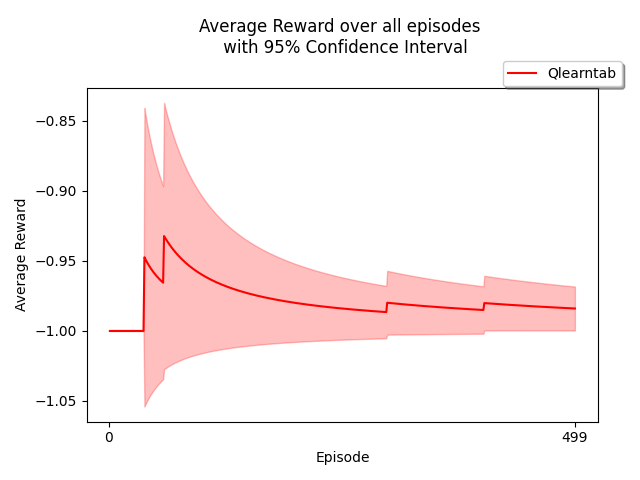 Average Reward over all episodes
with 95% Confidence Interval
Qlearntab
−0.85
−0.90
−0.95
−1.00
−1.05
Average Reward
0
499
Episode